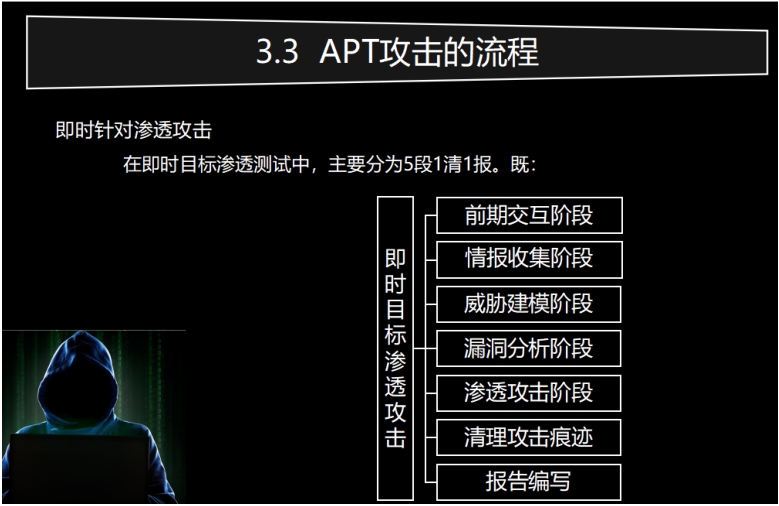 3.3 APT攻击的流程
即时针对渗透攻击
在即时目标渗透测试中，主要分为5段1清1报。既：
即时目标渗透攻击
前期交互阶段
情报收集阶段
威胁建模阶段
漏洞分析阶段
渗透攻击阶段
清理攻击痕迹
报告编写